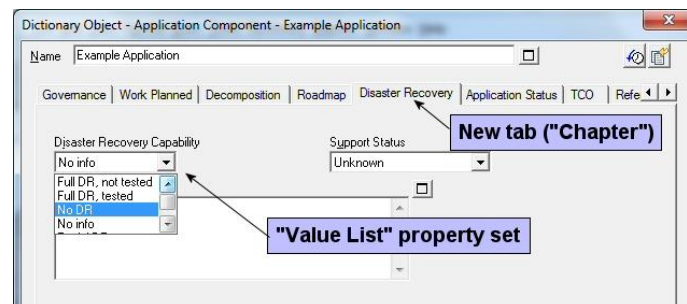 Dictionary Object - Application Component - Example Application
Name Example Application
Governance Work Planned Decomposition Roadmap Disaster Recovery Application Status TCO Refe
New tab ("Chapter")
Disaster Recovery Capability Support Status
No info Unknown
Full DR, not tested
Full DR, tested
No DR
No info
"Value List" property set